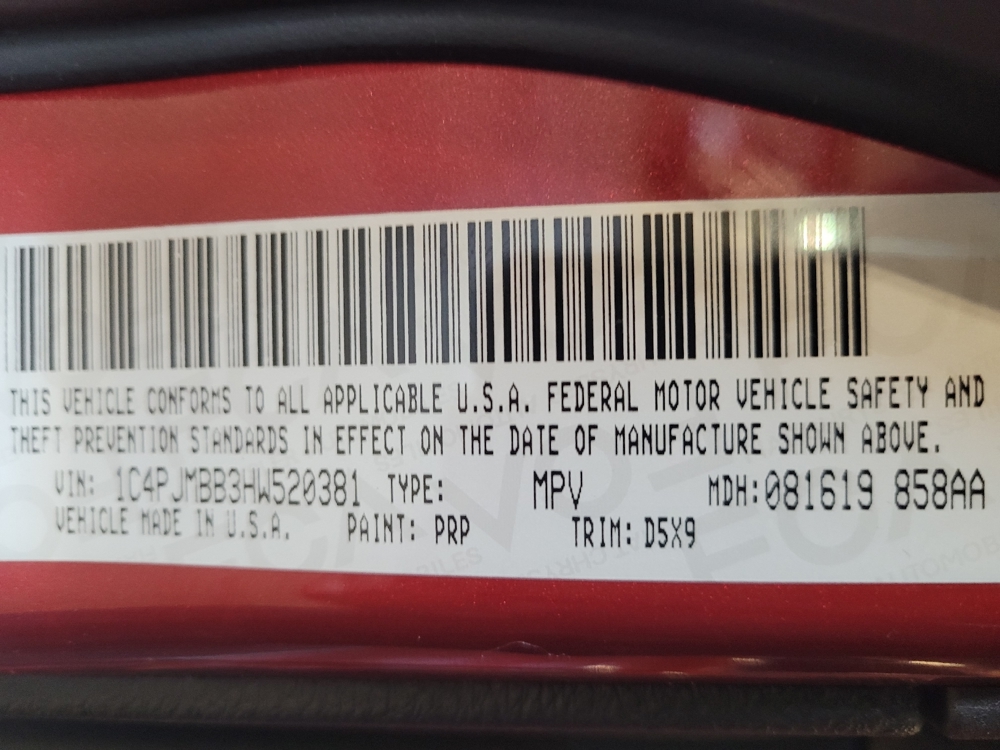 THIS VEHICLE CONFORMS TO ALL APPLICABLE U.S.A. FEDERAL MOTOR VEHICLE SAFETY AND
THEFT PREVENTION STANDARDS IN EFFECT ON THE DATE OF MANUFACTURE SHOWN ABOVE.
VIN: 1C4PJMBB3HW520381 TYPE: MPV MDH:081619 858AA
VEHICLE MADE IN U.S.A. PAINT: PRP TRIM: D5X9